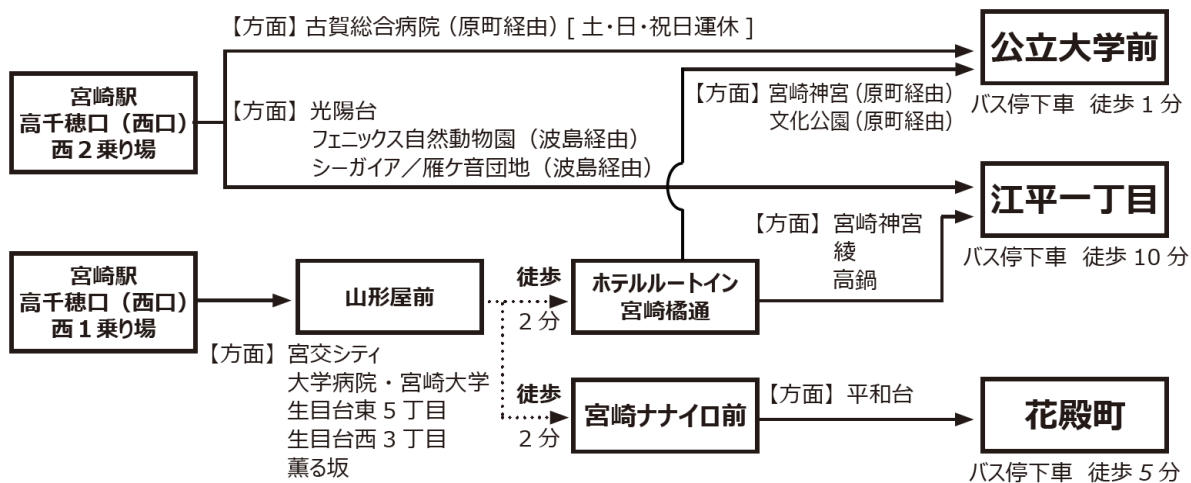 【方面】古賀総合病院（原町経由）[ 土・日・祝日運休 ]
公立大学前
バス停下車 徒歩 1 分
宮崎駅
高千穂口（西口）
西２乗り場
【方面】宮崎神宮（原町経由）
文化公園（原町経由）
【方面】光陽台
フェニックス自然動物園（波島経由）
シーガイア／雁ケ音団地（波島経由）
江平一丁目
バス停下車 徒歩 10 分
【方面】宮崎神宮
綾
高鍋
宮崎駅
高千穂口（西口）
西１乗り場
山形屋前
徒歩
2 分
ホテルルートイン
宮崎橘通
【方面】宮交シティ
大学病院・宮崎大学
生目台東 5 丁目
生目台西 3 丁目
薫る坂
徒歩
2 分
宮崎ナナイロ前
【方面】平和台
花殿町
バス停下車 徒歩 5 分